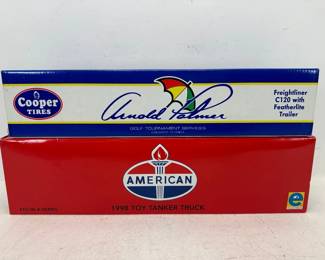 Cooper
TIRES
Arnold Palmer
GOLF TOURNAMENT SERVICES
Freightliner
C120 with
Featherlite
Trailer
AMERICAN
1998 TOY TANKER TRUCK
e